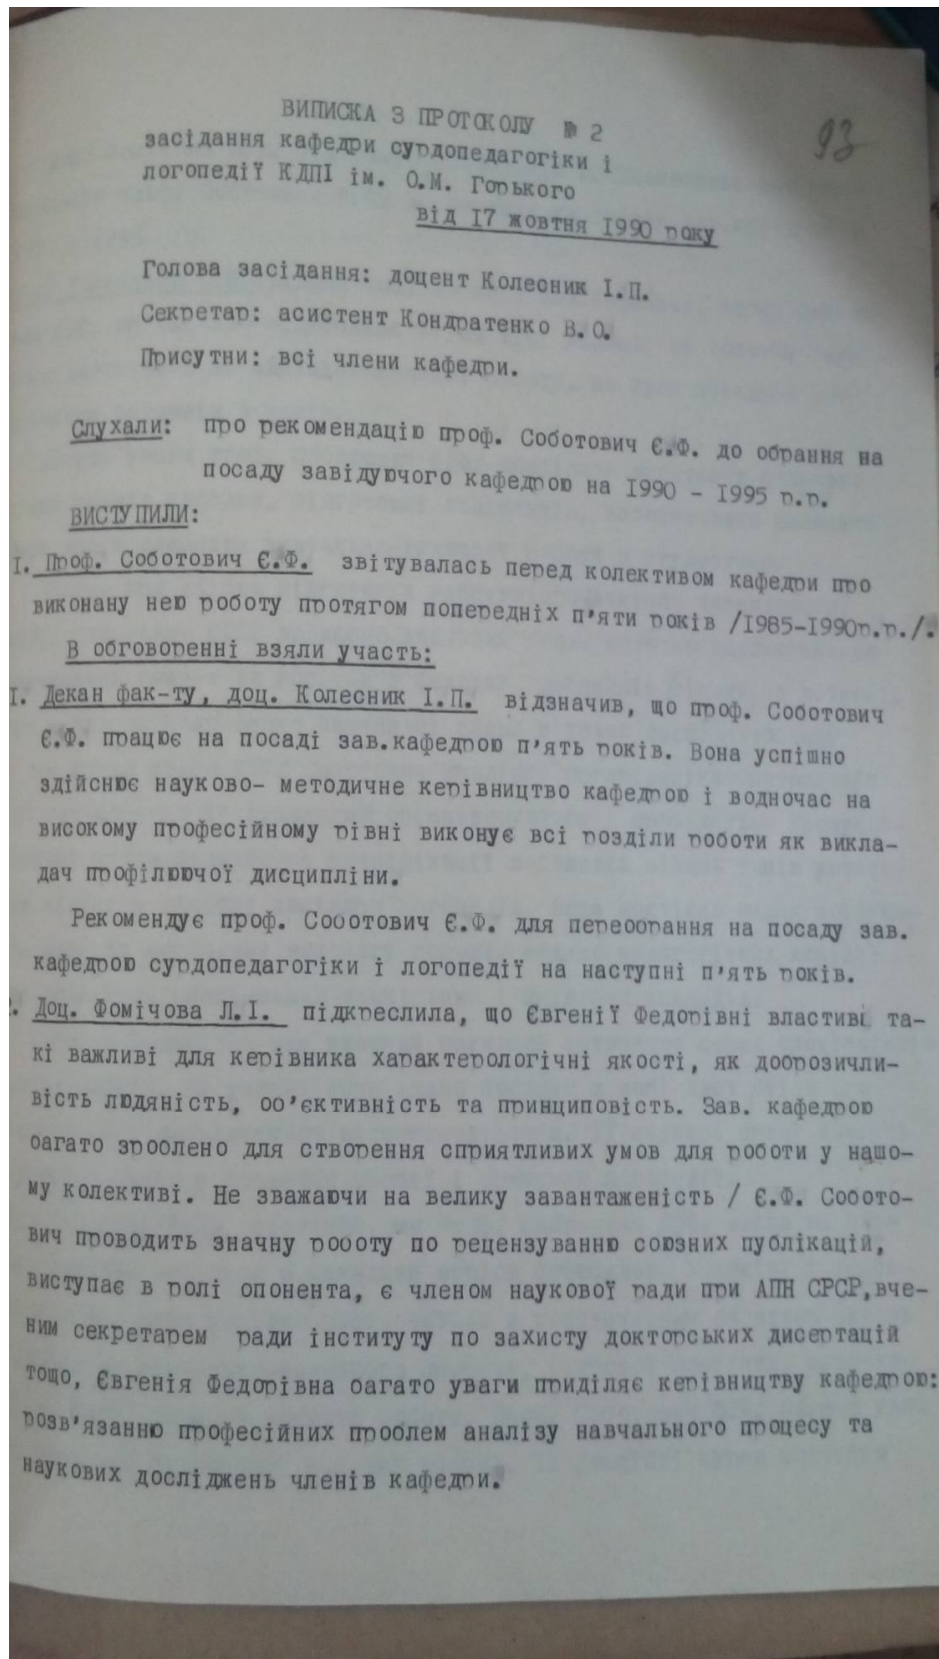 93
ВИПИСКА З ПРОТОКОЛУ № 2
засідання кафедри сурдопедагогіки і
логопедії КДПІ ім. О.М. Горького
від 17 жовтня 1990 року
Голова засідання: доцент Колесник І.П.
Секретар: асистент Кондратенко В.О.
Присутни: всі члени кафедри.
Слухали: про рекомендацію проф. Соботович Є.Ф. до обрання на
посаду завідуючого кафедрою на 1990 - 1995 р.р.
ВИСТУПИЛИ:
І. Проф. Соботович Є.Ф. звітувалась перед колективом кафедри про
виконану нею роботу протягом попередніх п'яти років /1985-1990р.р./.
В обговоренні взяли участь:
І. Декан фак-ту, доц. Колесник І.П. відзначив, що проф. Соботович
Є.Ф. працює на посаді зав.кафедрою п'ять років. Вона успішно
здійснює науково- методичне керівництво кафедрою і водночас на
високому професійному рівні виконує всі розділи роботи як викла-
дач профілюючої дисципліни.
Рекомендує проф. Соботович Є.Ф. для переобрання на посаду зав.
кафедрою сурдопедагогіки і логопедії на наступні п'ять років.
2. Доц. Фомічова Л.І. підкреслила, що Євгенії Федорівні властиві та-
кі важливі для керівника характерологічні якості, як доброзичли-
вість людяність, об'єктивність та принциповість. Зав. кафедрою
багато зроблено для створення сприятливих умов для роботи у нашо-
му колективі. Не зважаючи на велику завантаженість / Є.Ф. Собото-
вич проводить значну роботу по рецензуванню союзних публікацій,
виступає в ролі опонента, є членом наукової ради при АПН СРСР,вче-
ним секретарем ради інституту по захисту докторських дисертацій
тощо, Євгенія Федорівна багато уваги приділяє керівництву кафедрою:
розв'язанню професійних проблем аналізу навчального процесу та
наукових досліджень членів кафедри.